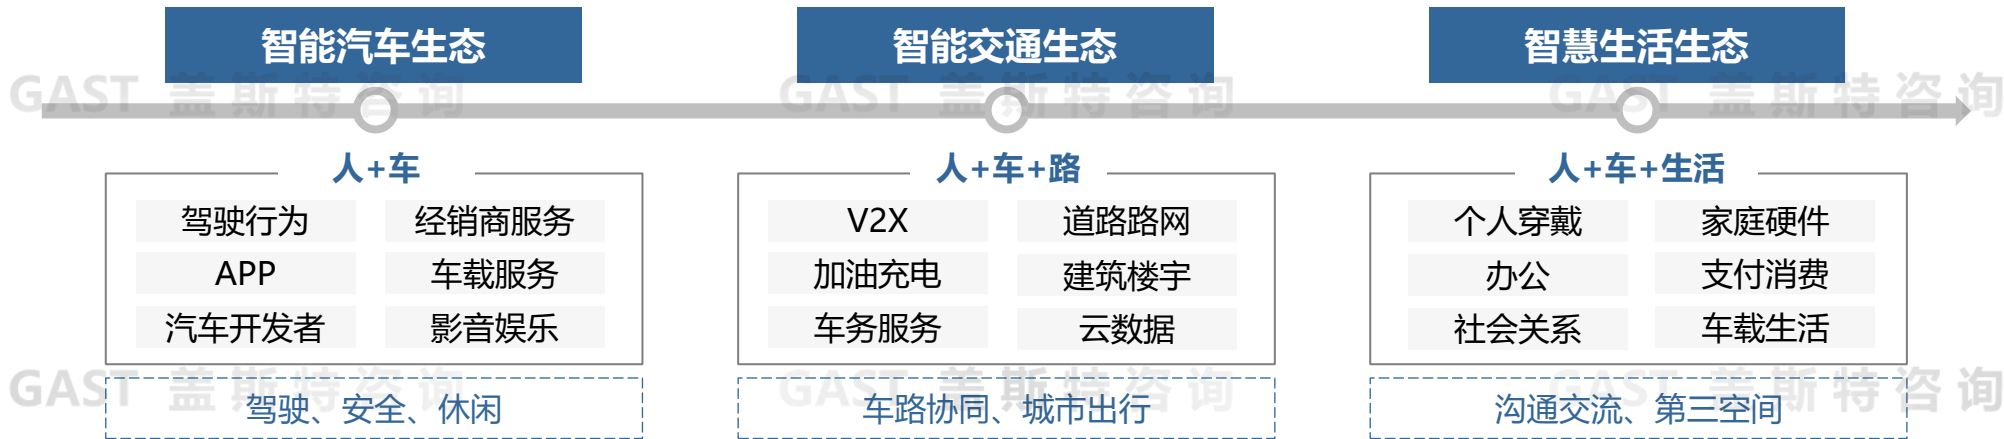 智能汽车生态
智能交通生态
智慧生活生态
GAST 盖斯特咨询
GAST 盖斯特咨询
GAST 盖斯特咨询
人+车
驾驶行为
经销商服务
APP
车载服务
汽车开发者
影音娱乐
人+车+路
V2X
道路路网
加油充电
建筑楼宇
车务服务
云数据
人+车+生活
个人穿戴
家庭硬件
办公
支付消费
社会关系
车载生活
GAST 盖斯特咨询
GAST 盖斯特咨询
GAST 盖斯特咨询
驾驶、安全、休闲
车路协同、城市出行
沟通交流、第三空间